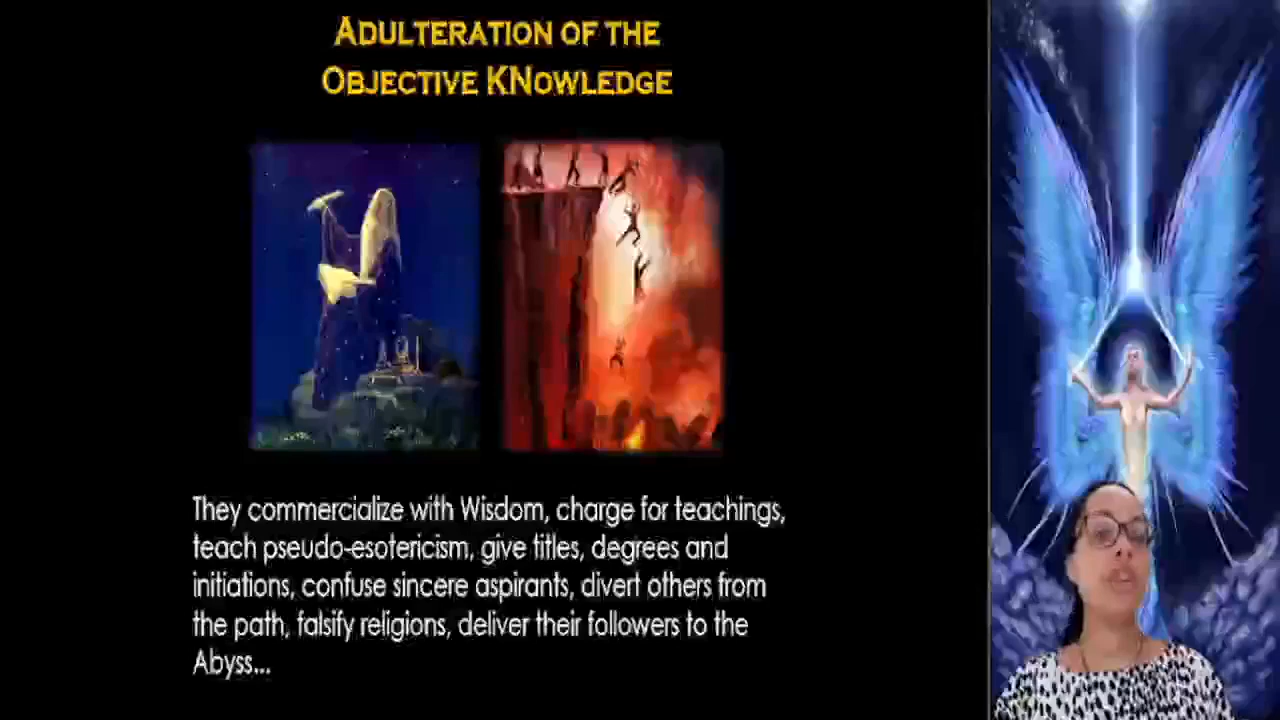 ADULTERATION OF THE
OBJECTIVE KNOWLEDGE
They commercialize with Wisdom, charge for teachings,
teach pseudo-esotericism, give titles, degrees and
initiations, confuse sincere aspirants, divert others from
the path, falsify religions, deliver their followers to the
Abyss...